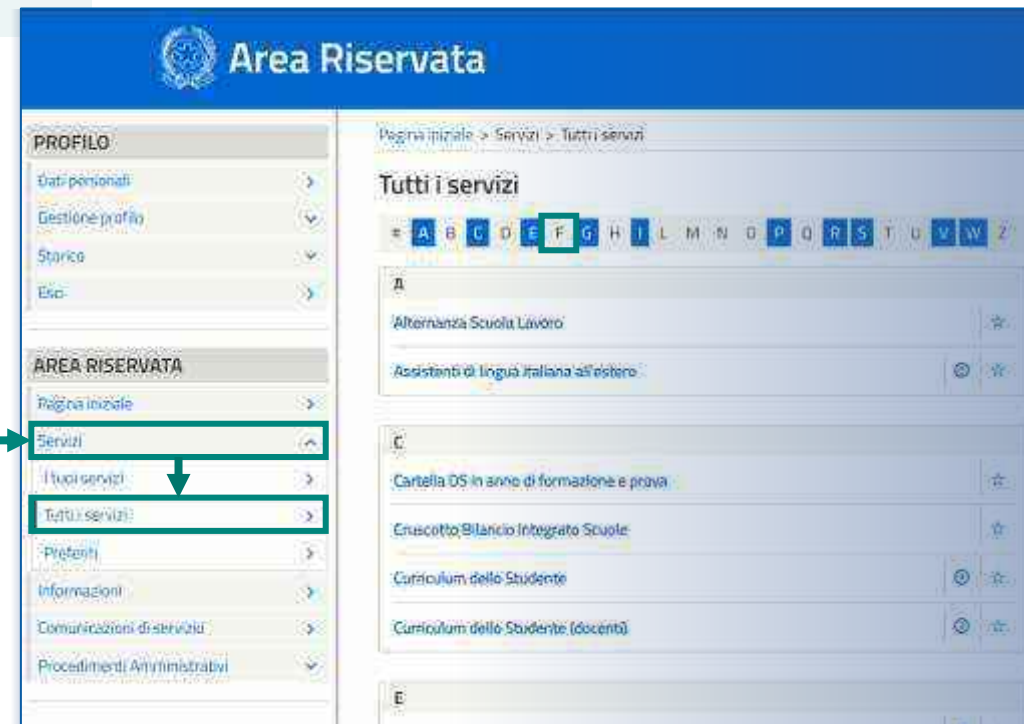 Area Riservata
PROFILO
Dati personali
Gestione profilo
Storico
Esci
AREA RISERVATA
Pagina iniziale
Servizi
I tuoi servizi
Tutti i servizi
Preferiti
Informazioni
Comunicazioni di servizio
Procedimenti Amministrativi
Pagina iniziale > Servizi > Tutti i servizi
Tutti i servizi
# A B C D E F G H I L M N O P Q R S T U V W Z
A
Alternanza Scuola Lavoro
Assistenti di lingua italiana all'estero
C
Cartella DS in anno di formazione e prova
Cruscotto Bilancio Integrato Scuole
Curriculum dello Studente
Curriculum dello Studente (docenti)
E